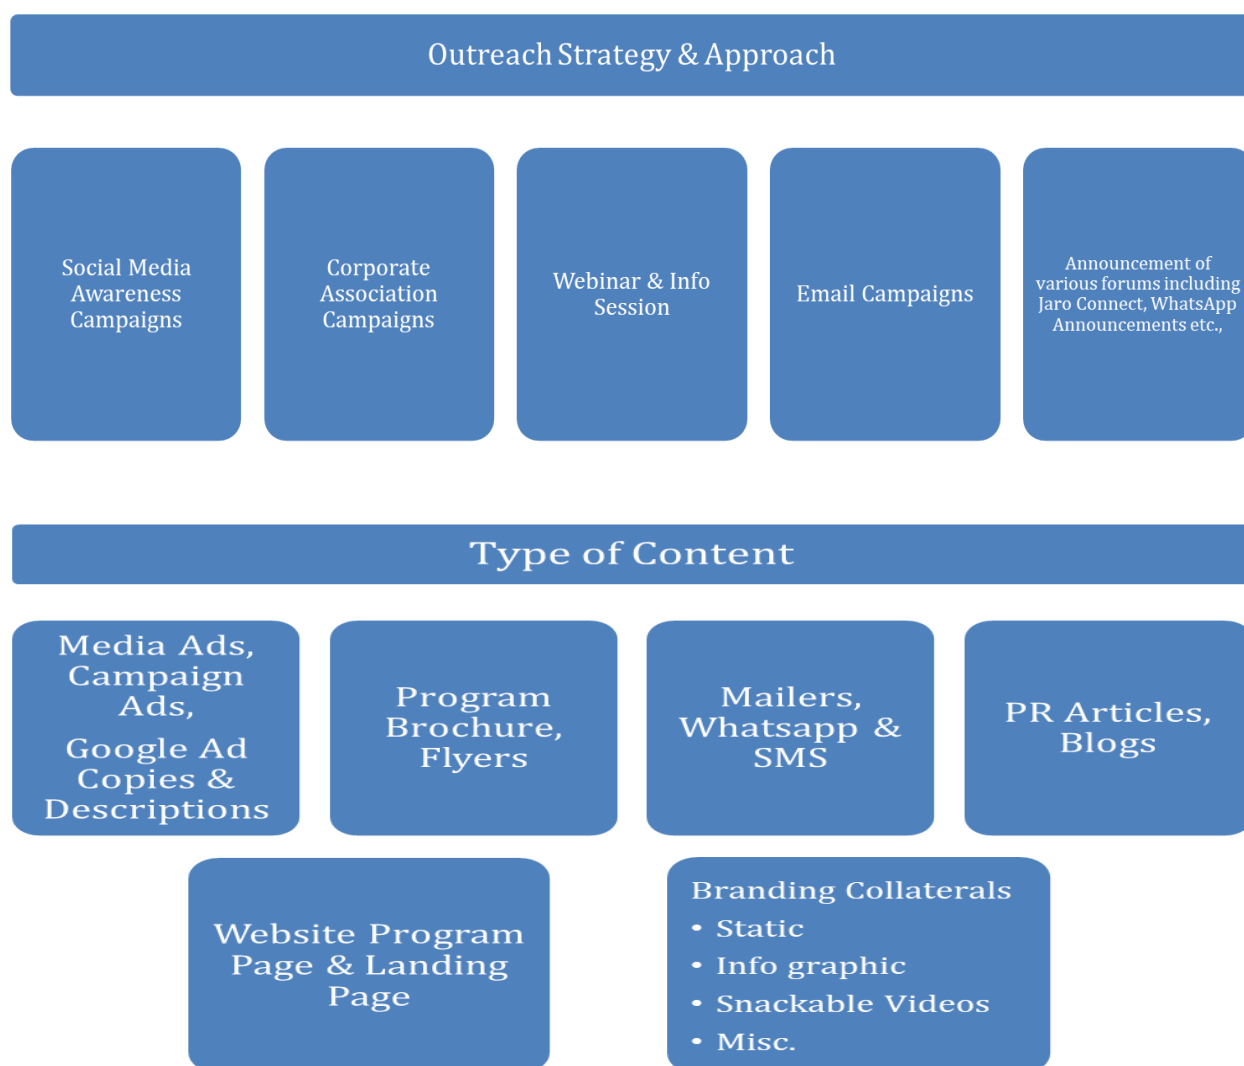 Outreach Strategy & Approach
Social Media
Awareness
Campaigns
Corporate
Association
Campaigns
Webinar & Info
Session
Email Campaigns
Announcement of
various forums including
Jaro Connect, WhatsApp
Announcements etc.,
Type of Content
Media Ads,
Campaign
Ads,
Google Ad
Copies &
Descriptions
Program
Brochure,
Flyers
Mailers,
Whatsapp &
SMS
PR Articles,
Blogs
Website Program
Page & Landing
Page
Branding Collaterals
• Static
• Info graphic
• Snackable Videos
• Misc.